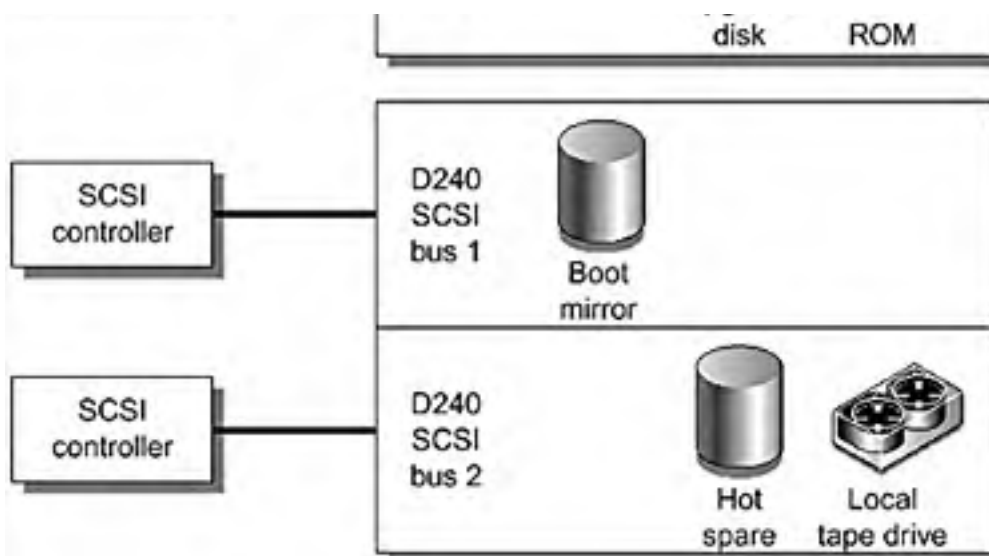 disk ROM
SCSI
controller
D240
SCSI
bus 1
Boot
mirror
SCSI
controller
D240
SCSI
bus 2
Hot
spare
Local
tape drive